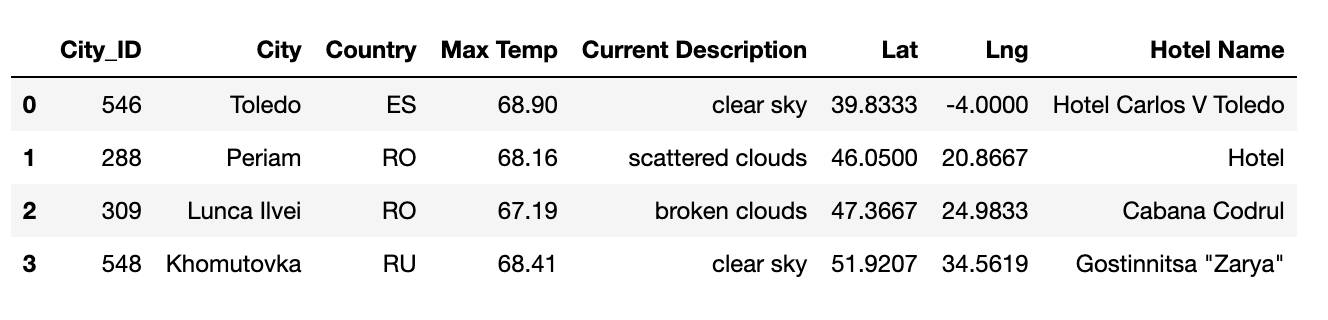 City_ID City Country Max Temp Current Description Lat Lng Hotel Name
0 546 Toledo ES 68.90 clear sky 39.8333 -4.0000 Hotel Carlos V Toledo
1 288 Periam RO 68.16 scattered clouds 46.0500 20.8667 Hotel
2 309 Lunca Ilvei RO 67.19 broken clouds 47.3667 24.9833 Cabana Codrul
3 548 Khomutovka RU 68.41 clear sky 51.9207 34.5619 Gostinnitsa "Zarya"